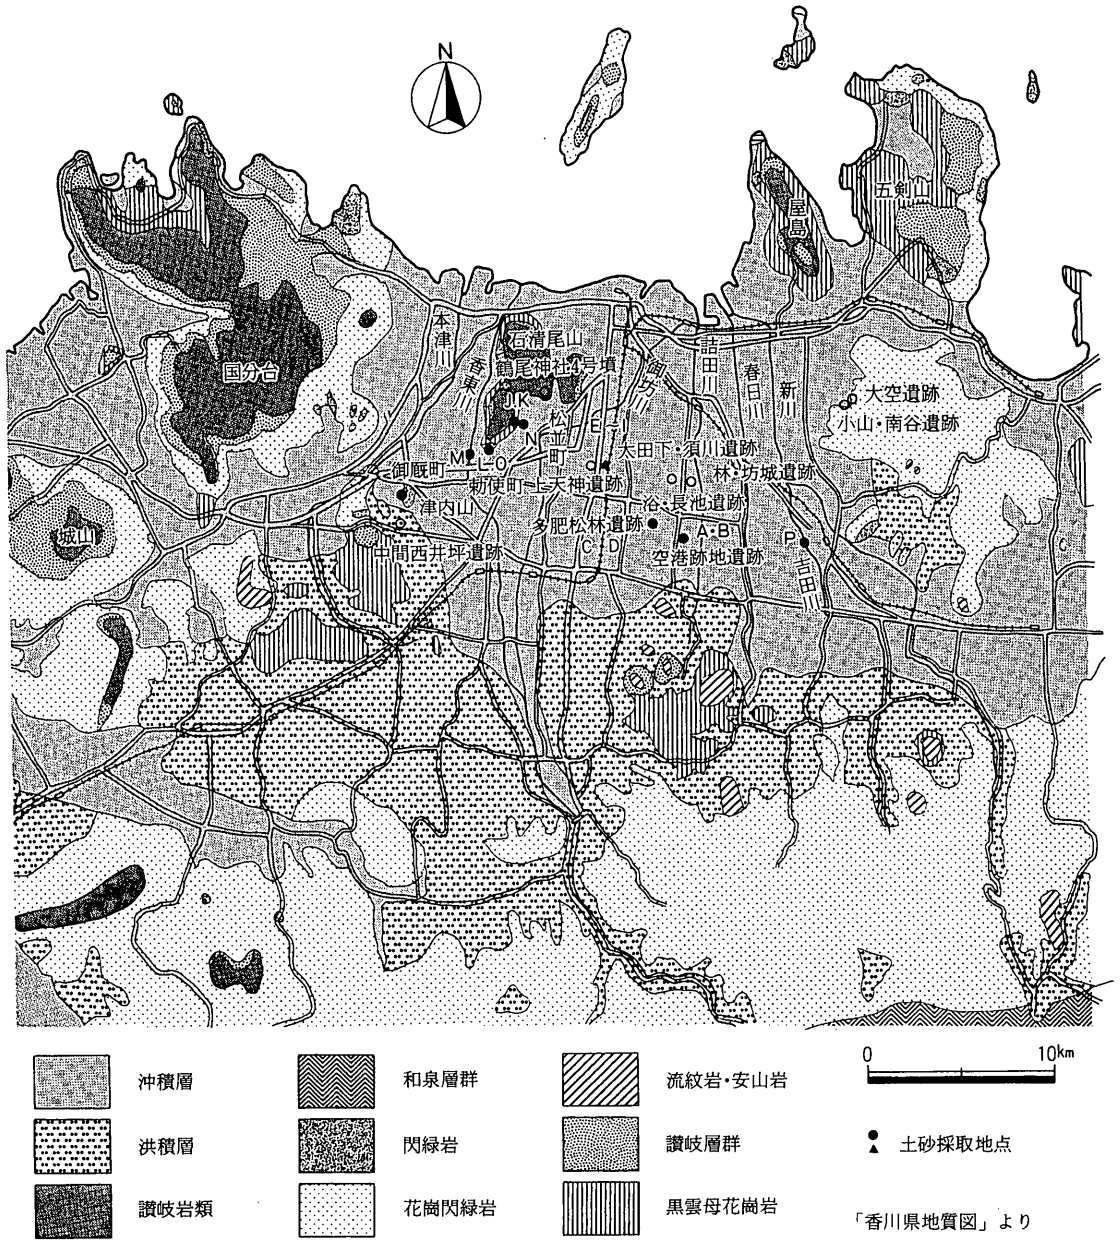 N
五剣山
屋島
本津川
石清尾山
鶴尾神社4号墳
香東川
御坊川
詰田川
春日川
新川
国分台
大空遺跡
小山・南谷遺跡
J
K
松並町
E
I
N
太田下・須川遺跡
M
L
O
御厩町
林・坊城遺跡
勅使町
上天神遺跡
津内山
浴・長池遺跡
多肥松林遺跡
A・B
城山
中間西井坪遺跡
C
D
空港跡地遺跡
P
吉田川
0
10km
沖積層
和泉層群
流紋岩・安山岩
洪積層
閃緑岩
讃岐層群
土砂採取地点
讃岐岩類
花崗閃緑岩
黒雲母花崗岩
「香川県地質図」より